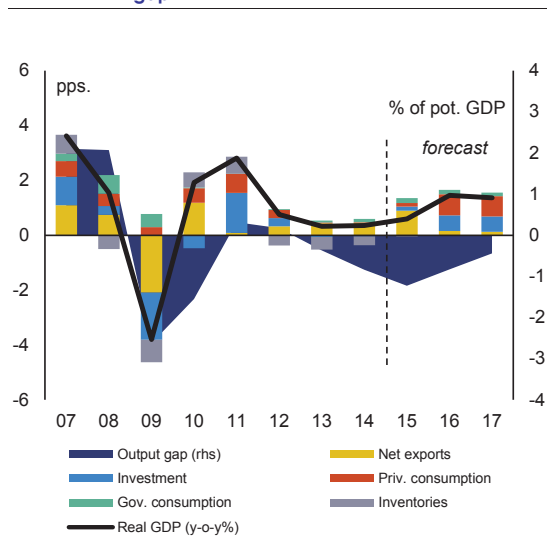 6
4
2
0
-2
-4
-6
pps.
% of pot. GDP
forecast
4
3
2
1
0
-1
-2
-3
-4
07 08 09 10 11 12 13 14 15 16 17
Output gap (rhs)
Net exports
Investment
Priv. consumption
Gov. consumption
Inventories
Real GDP (y-o-y%)